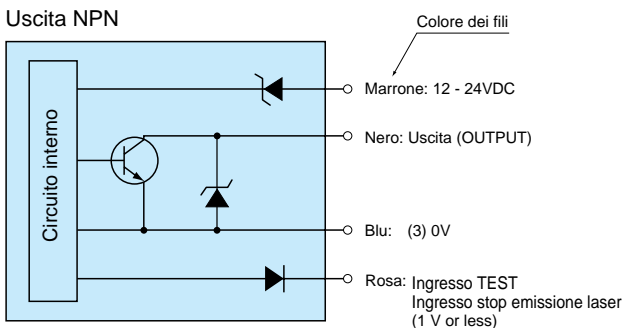 Uscita NPN
Colore dei fili
Circuito interno
Marrone: 12 - 24VDC
Nero: Uscita (OUTPUT)
Blu: (3) 0V
Rosa: Ingresso TEST
Ingresso stop emissione laser
(1 V or less)